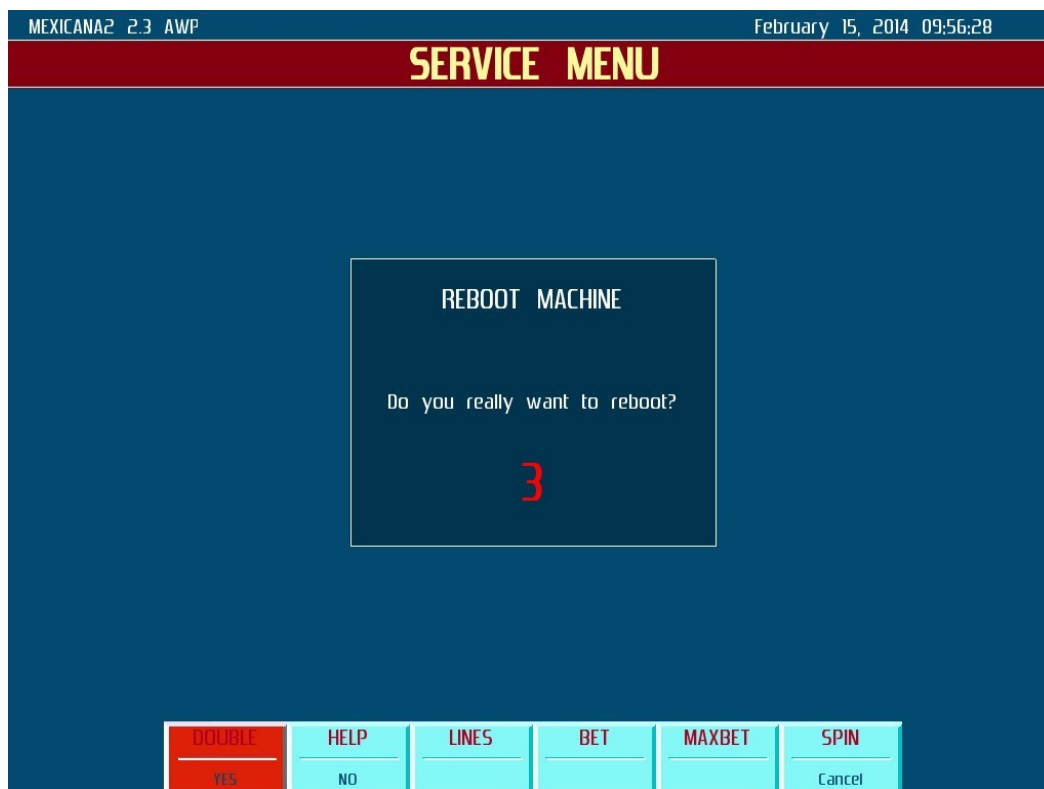 MEXICANA2 2.3 AWP February 15, 2014 09:56:28
SERVICE MENU
REBOOT MACHINE
Do you really want to reboot?
3
DOUBLE HELP LINES BET MAXBET SPIN
YES NO Cancel